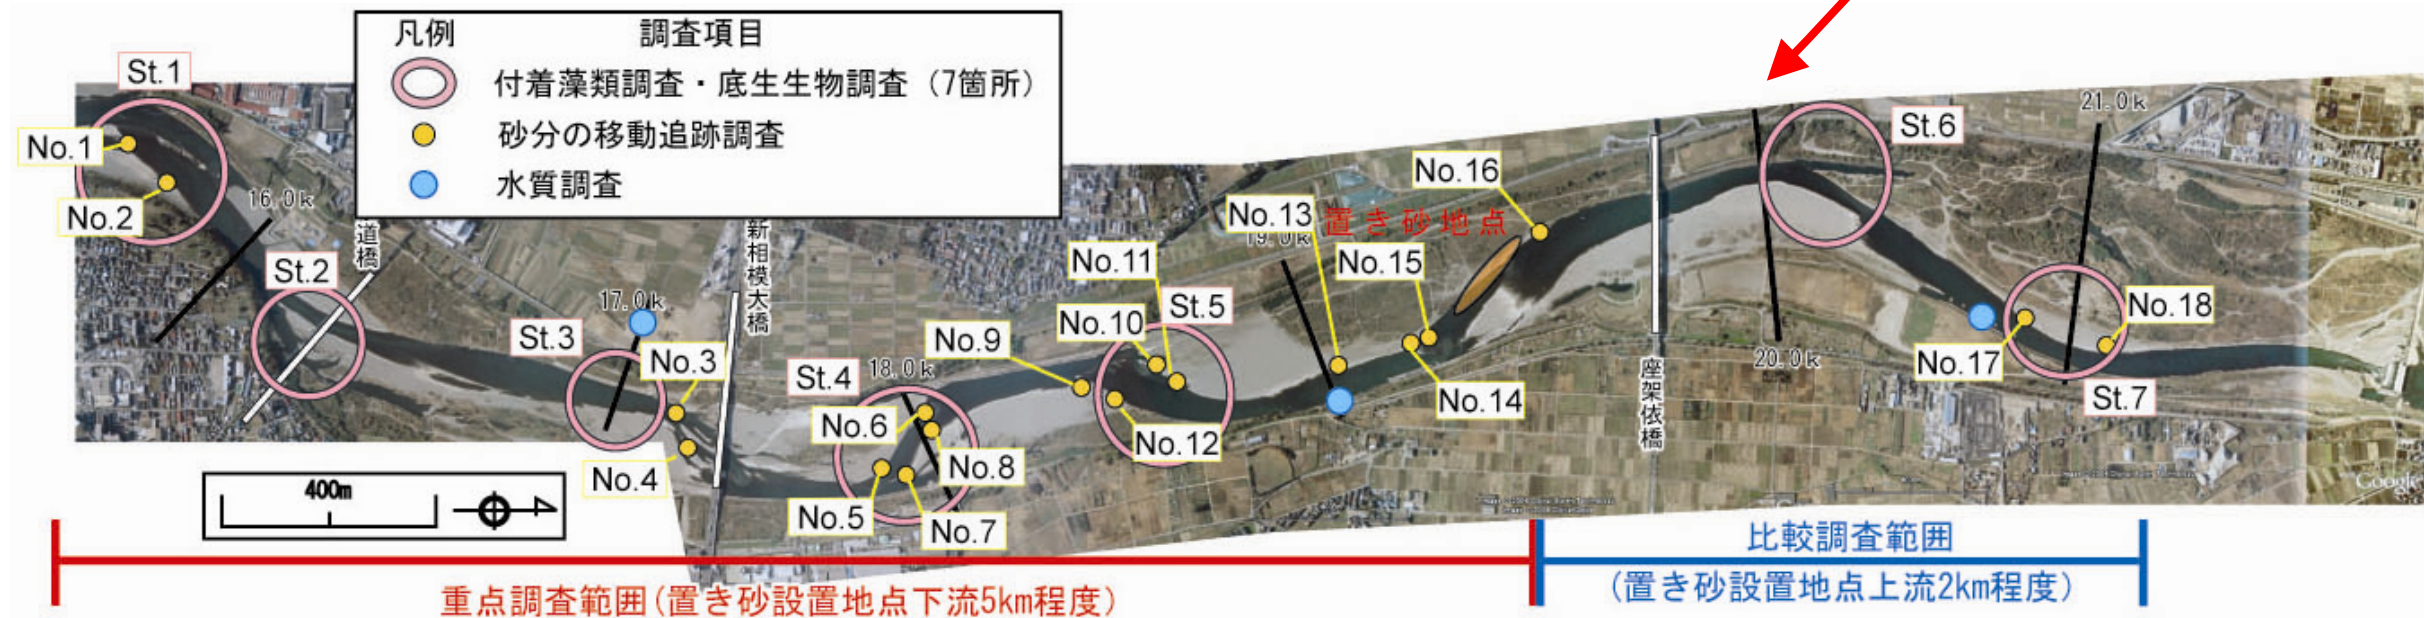 凡例
調査項目
付着藻類調査・底生生物調査（7箇所）
砂分の移動追跡調査
水質調査
St.1
No.1
No.2
16.0k
St.2
道橋
St.3
17.0k
No.3
No.4
新相模大橋
St.4
18.0k
No.6
No.5
No.7
No.8
No.9
No.10
No.11
St.5
No.12
No.13
19.0k
置き砂地点
No.15
No.14
No.16
座架依橋
20.0k
St.6
21.0k
No.17
No.18
St.7
Google
400m
重点調査範囲(置き砂設置地点下流5km程度)
比較調査範囲
(置き砂設置地点上流2km程度)